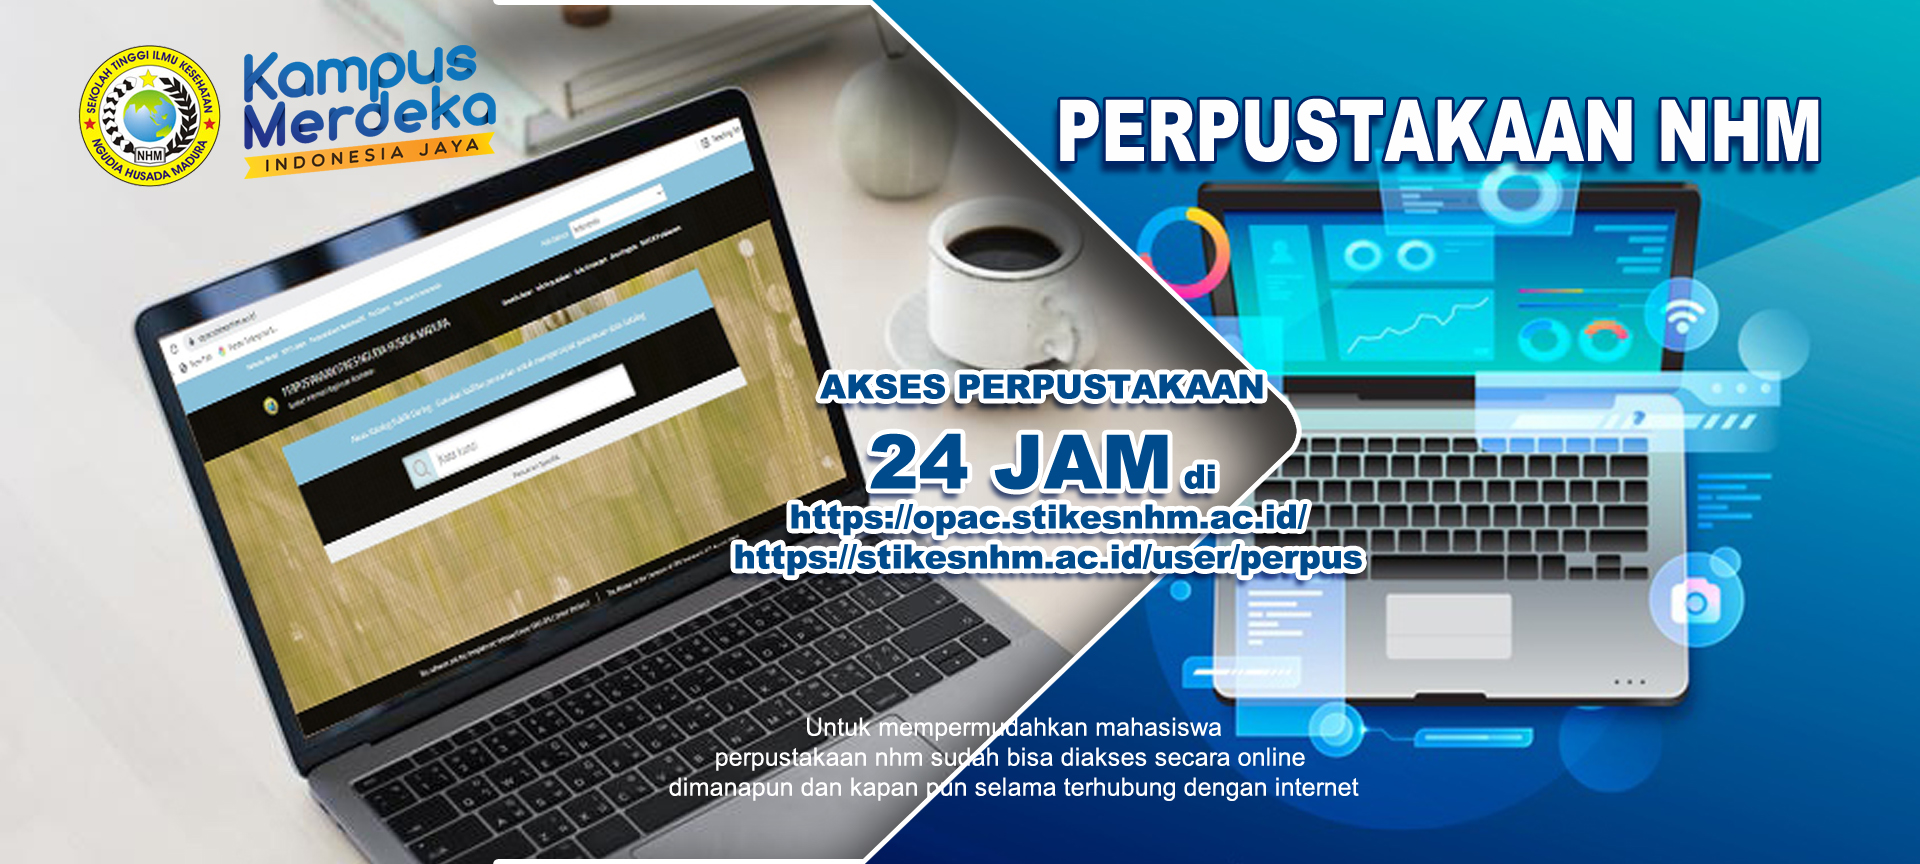 SEKOLAH TINGGI ILMU KESEHATAN
NGUDIA HUSADA MADURA
NHM
Kampus
Merdeka
INDONESIA JAYA
PERPUSTAKAAN NHM
Kata kunci
AKSES PERPUSTAKAAN
24 JAM di
https://opac.stikesnhm.ac.id/
https://stikesnhm.ac.id/user/perpus
Untuk mempermudahkan mahasiswa
perpustakaan nhm sudah bisa diakses secara online
dimanapun dan kapan pun selama terhubung dengan internet